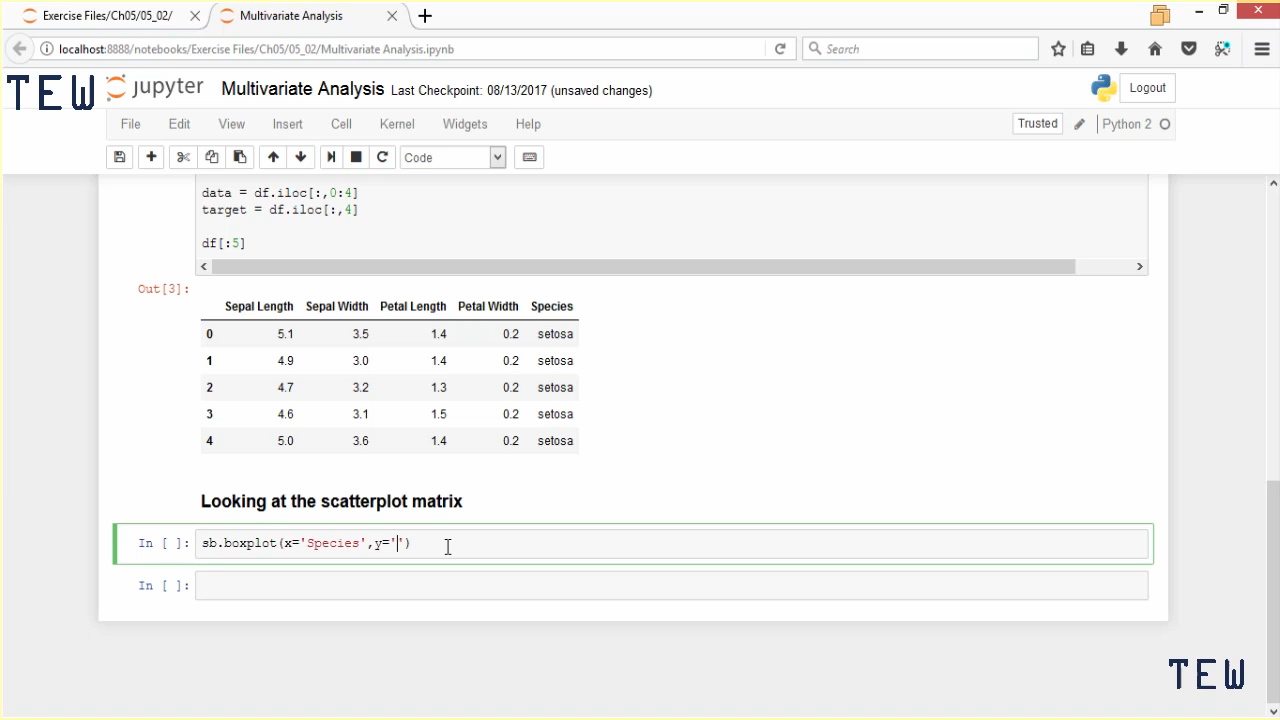 Exercise Files/Ch05/05_02/ Multivariate Analysis
localhost:8888/notebooks/Exercise Files/Ch05/05_02/Multivariate Analysis.ipynb Search
TEW jupyter Multivariate Analysis Last Checkpoint: 08/13/2017 (unsaved changes) Logout
File Edit View Insert Cell Kernel Widgets Help Trusted Python 2
Code
data = df.iloc[:,0:4]
target = df.iloc[:,4]
df[:5]
Out[3]:
Sepal Length Sepal Width Petal Length Petal Width Species
0 5.1 3.5 1.4 0.2 setosa
1 4.9 3.0 1.4 0.2 setosa
2 4.7 3.2 1.3 0.2 setosa
3 4.6 3.1 1.5 0.2 setosa
4 5.0 3.6 1.4 0.2 setosa
Looking at the scatterplot matrix
In [ ]: sb.boxplot(x='Species',y='')
In [ ]:
TEW